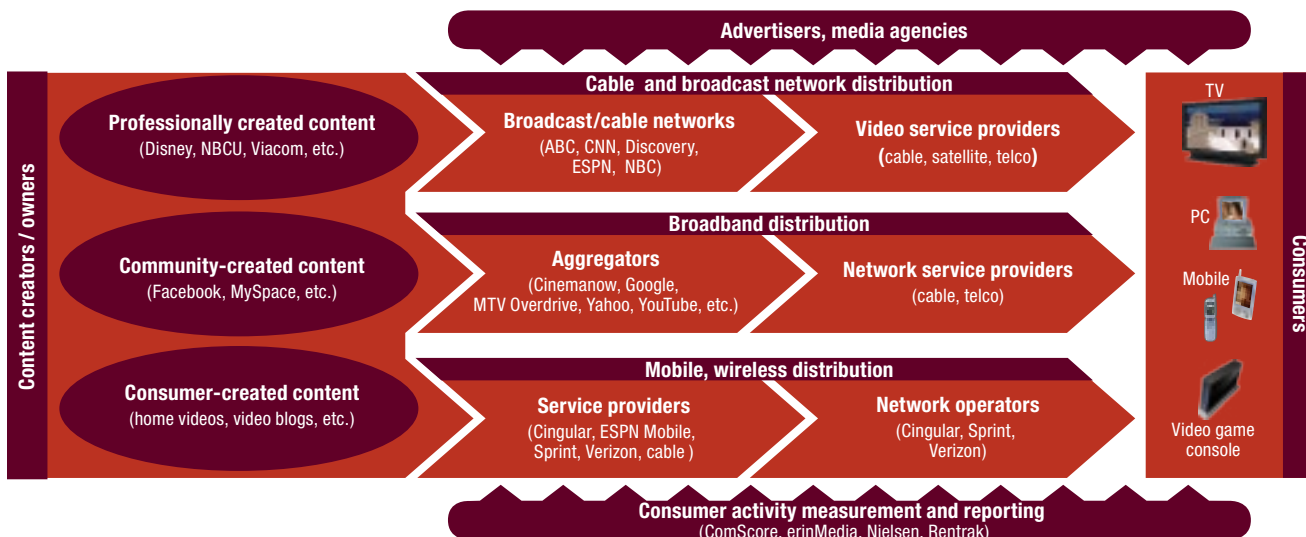 Advertisers, media agencies
Content creators / owners
Professionally created content
(Disney, NBCU, Viacom, etc.)
Community-created content
(Facebook, MySpace, etc.)
Consumer-created content
(home videos, video blogs, etc.)
Cable and broadcast network distribution
Broadcast/cable networks
(ABC, CNN, Discovery,
ESPN, NBC)
Video service providers
(cable, satellite, telco)
Broadband distribution
Aggregators
(Cinemanow, Google,
MTV Overdrive, Yahoo, YouTube, etc.)
Network service providers
(cable, telco)
Mobile, wireless distribution
Service providers
(Cingular, ESPN Mobile,
Sprint, Verizon, cable )
Network operators
(Cingular, Sprint,
Verizon)
TV
PC
Mobile
Video game
console
Consumers
Consumer activity measurement and reporting
(ComScore, erinMedia, Nielsen, Rentrak)